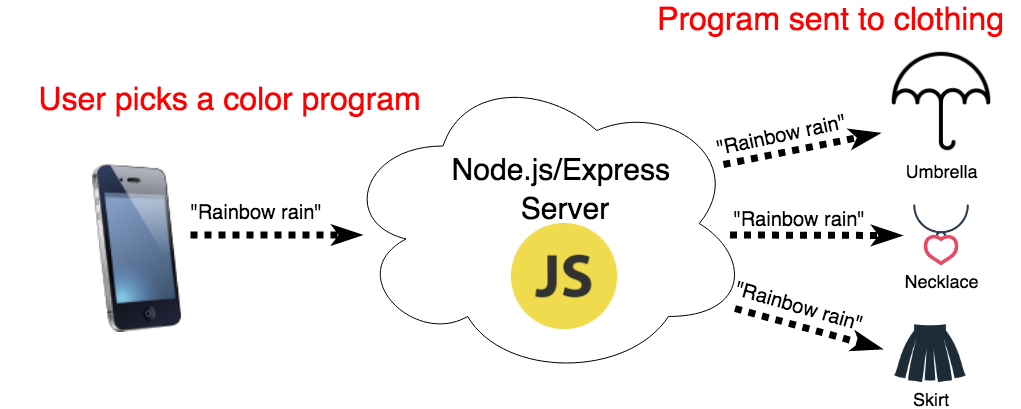 Program sent to clothing
User picks a color program
"Rainbow rain"
Node.js/Express
Server
JS
"Rainbow rain"
Umbrella
"Rainbow rain"
Necklace
"Rainbow rain"
Skirt